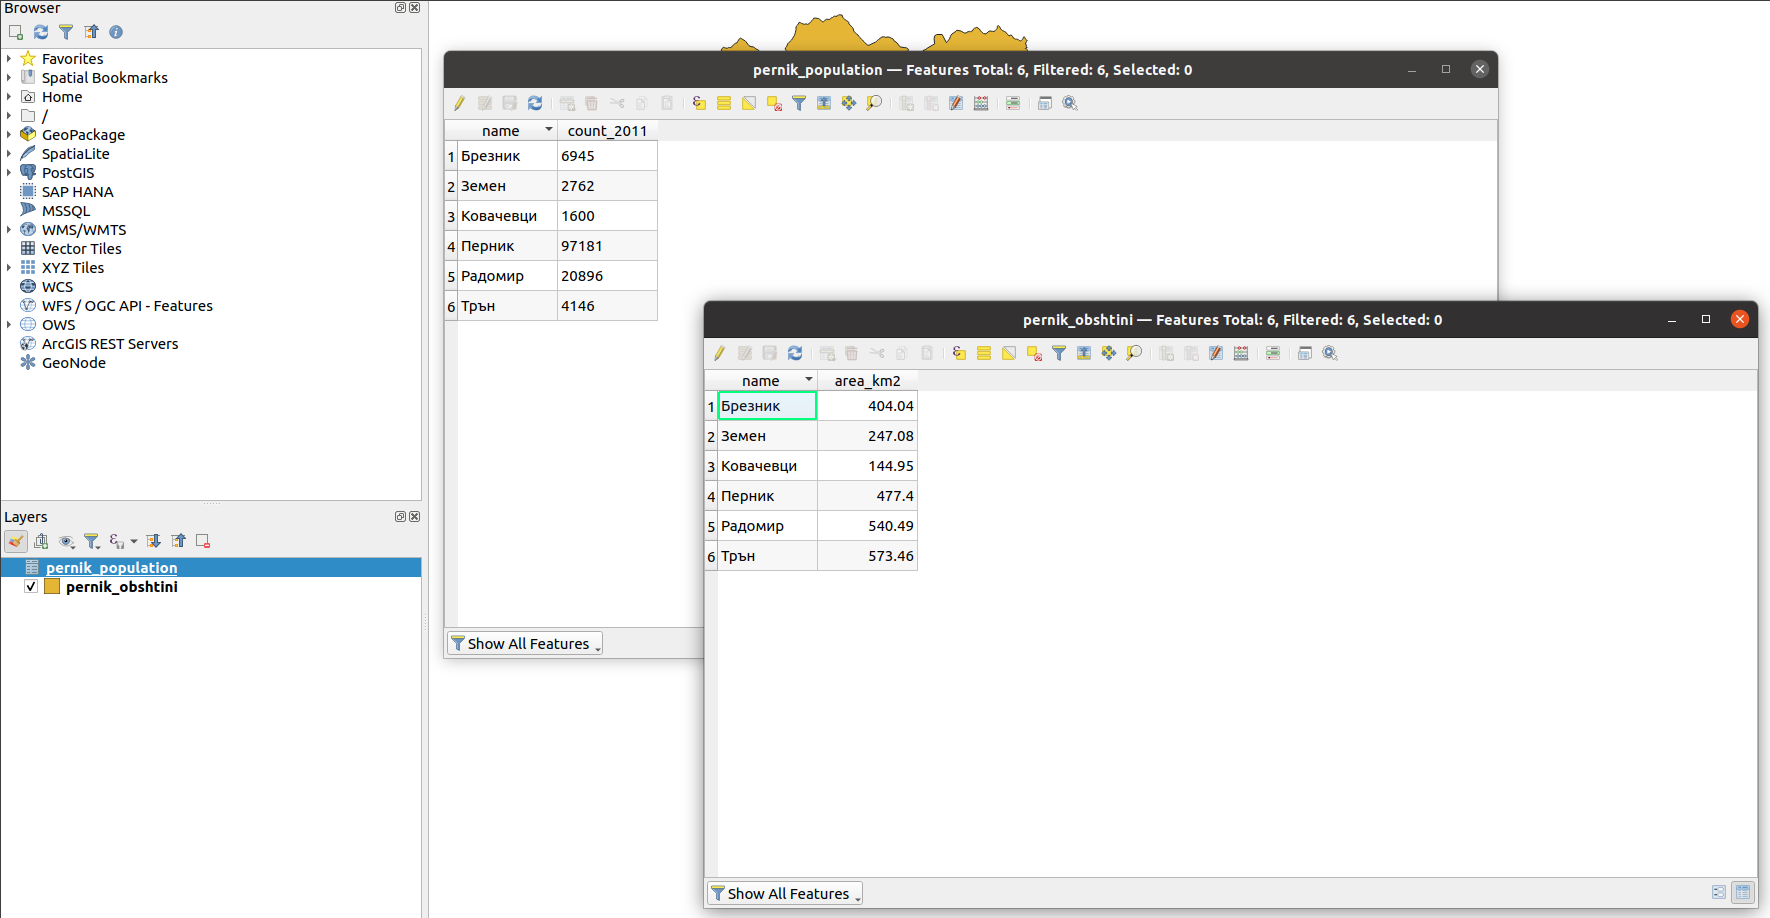 Browser
Favorites
Spatial Bookmarks
Home
/
GeoPackage
SpatiaLite
PostGIS
SAP HANA
MSSQL
WMS/WMTS
Vector Tiles
XYZ Tiles
WCS
WFS / OGC API - Features
OWS
ArcGIS REST Servers
GeoNode
Layers
pernik_population
pernik_obshtini
pernik_population — Features Total: 6, Filtered: 6, Selected: 0
name count_2011
1 Брезник 6945
2 Земен 2762
3 Ковачевци 1600
4 Перник 97181
5 Радомир 20896
6 Трън 4146
Show All Features
pernik_obshtini — Features Total: 6, Filtered: 6, Selected: 0
name area_km2
1 Брезник 404.04
2 Земен 247.08
3 Ковачевци 144.95
4 Перник 477.4
5 Радомир 540.49
6 Трън 573.46
Show All Features